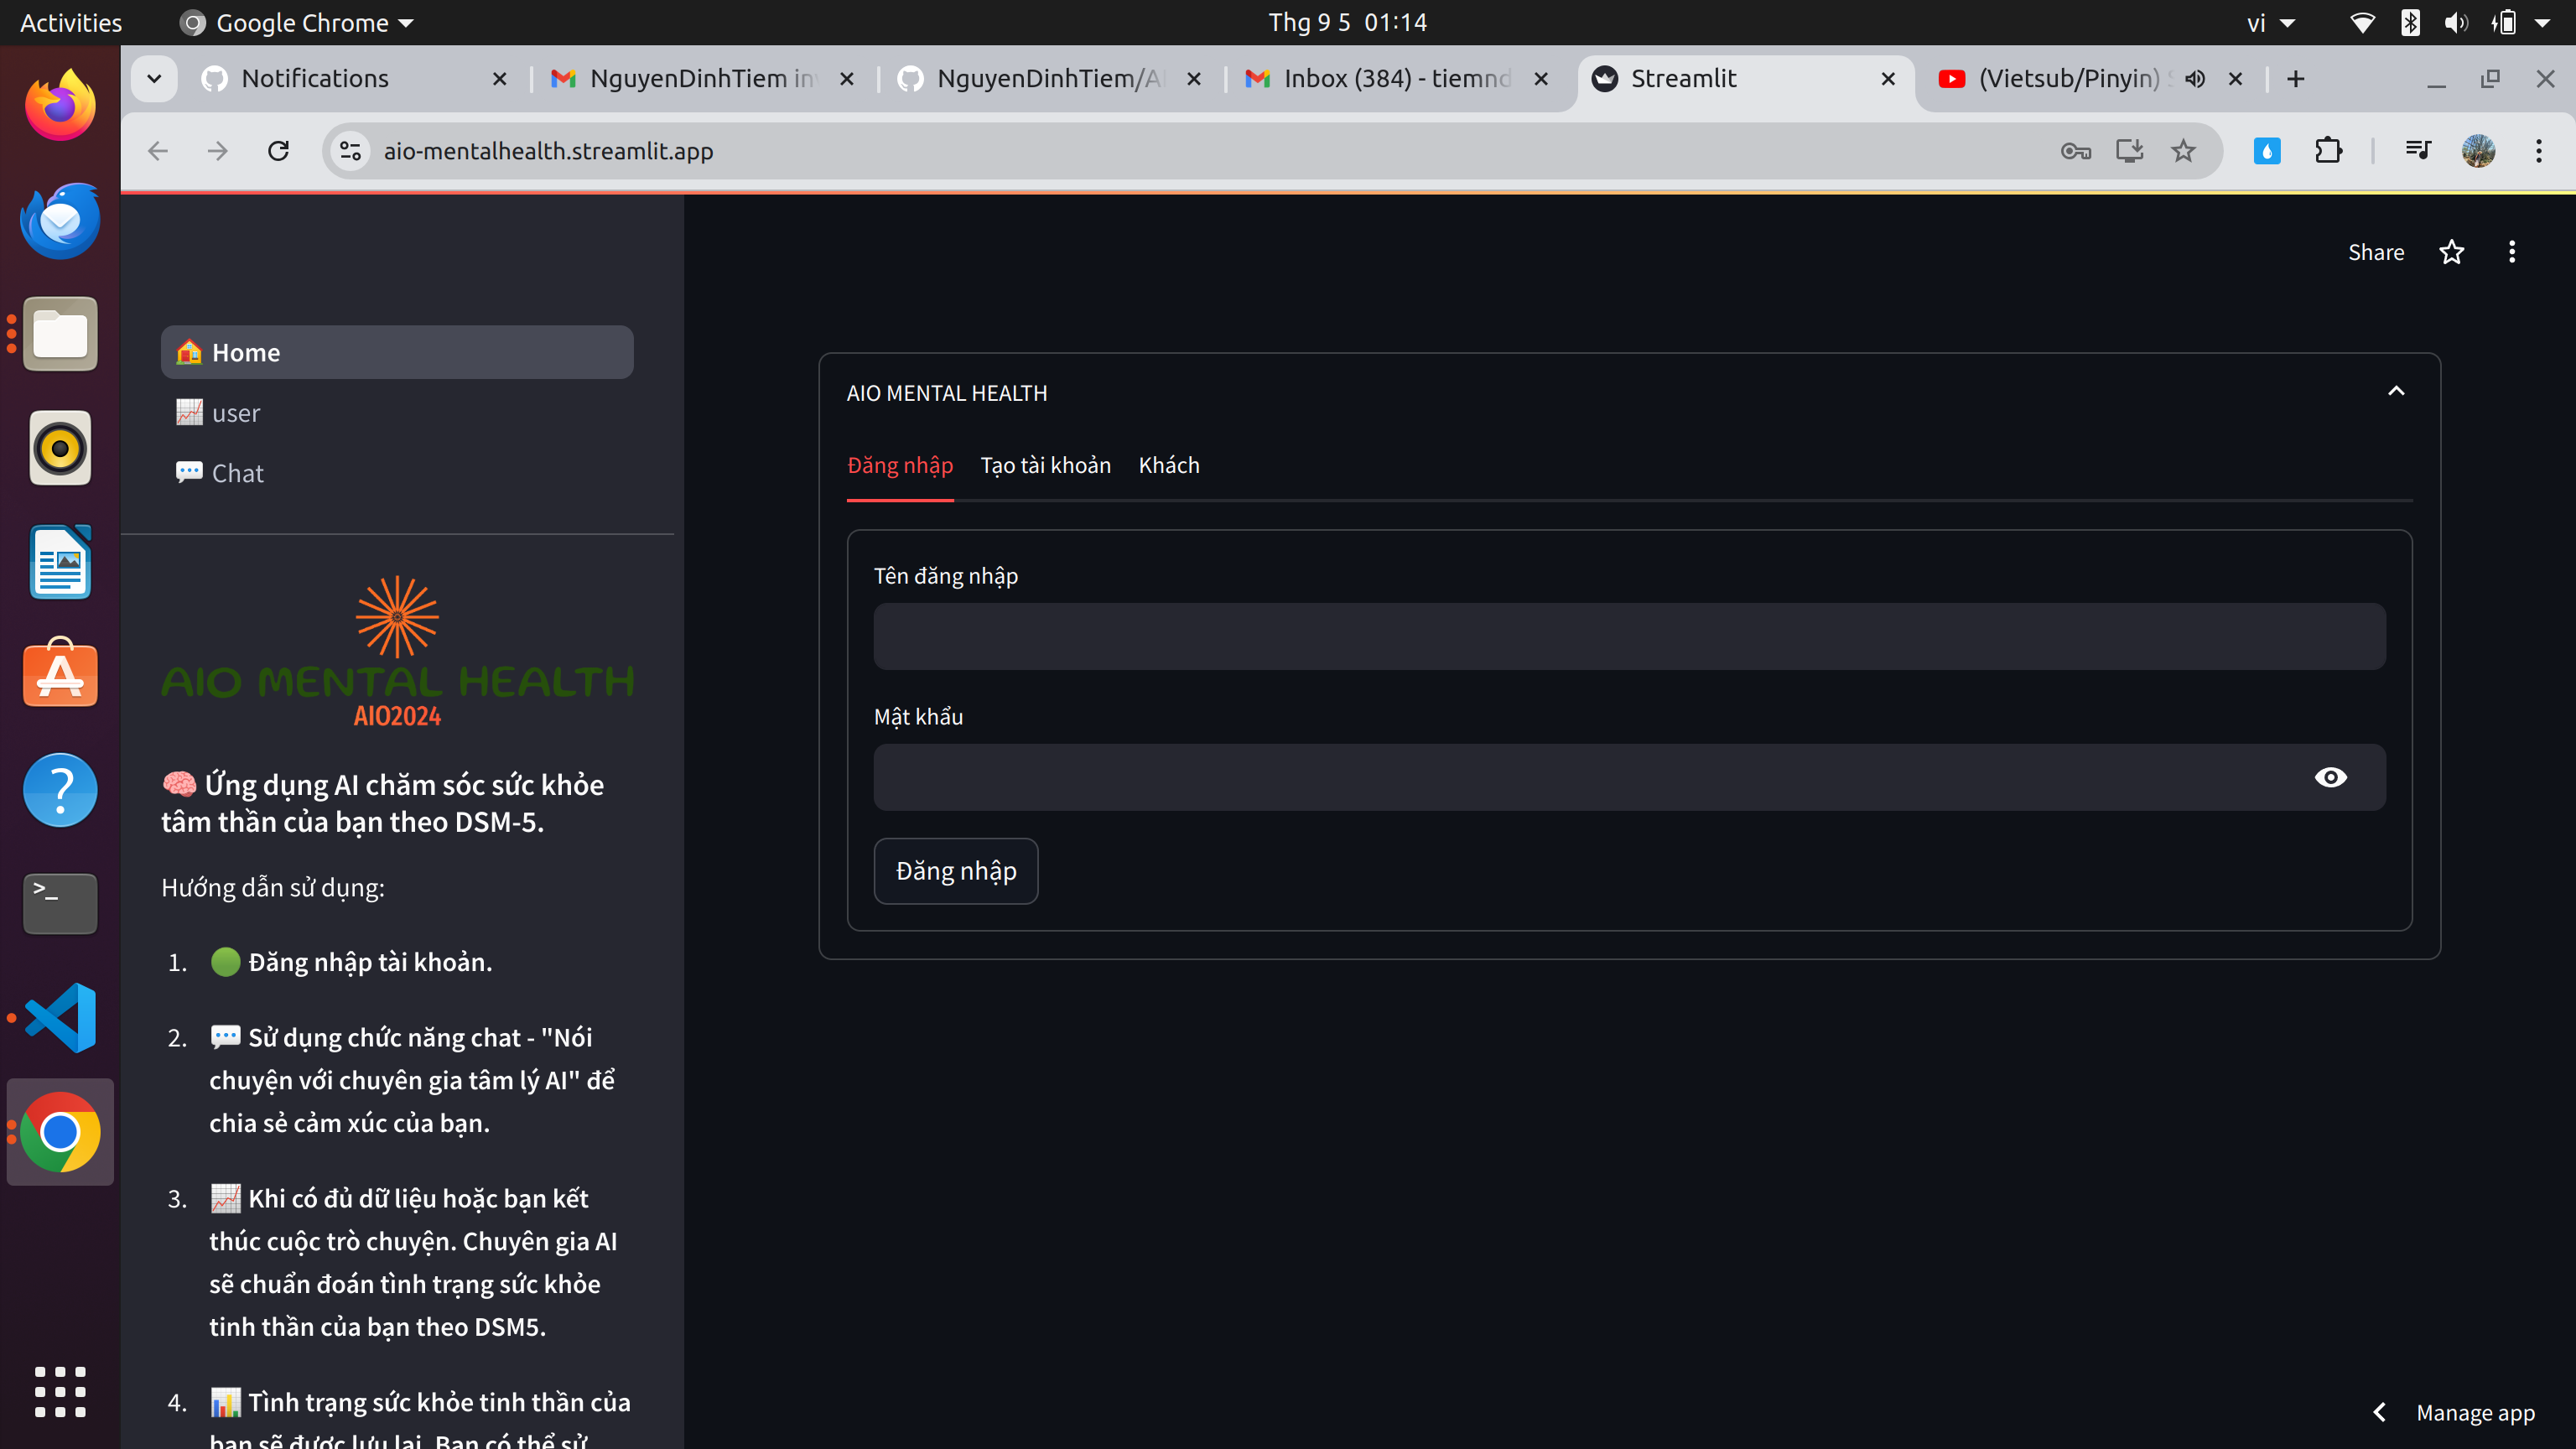 Activities
Google Chrome
Thg 9 5 01:14
vi
Notifications
NguyenDinhTiem in
NguyenDinhTiem/A
Inbox (384) - tiemnd
Streamlit
(Vietsub/Pinyin)
aio-mentalhealth.streamlit.app
Share
Home
user
Chat
AIO MENTAL HEALTH
AIO2024
🧠 Ứng dụng AI chăm sóc sức khỏe
tâm thần của bạn theo DSM-5.
Hướng dẫn sử dụng:
1. 🟢 Đăng nhập tài khoản.
2. 💬 Sử dụng chức năng chat - "Nói
chuyện với chuyên gia tâm lý AI" để
chia sẻ cảm xúc của bạn.
3. 📈 Khi có đủ dữ liệu hoặc bạn kết
thúc cuộc trò chuyện. Chuyên gia AI
sẽ chuẩn đoán tình trạng sức khỏe
tinh thần của bạn theo DSM5.
4. 📊 Tình trạng sức khỏe tinh thần của
bạn sẽ được lưu lại. Bạn có thể sử
AIO MENTAL HEALTH
Đăng nhập Tạo tài khoản Khách
Tên đăng nhập
Mật khẩu
Đăng nhập
Manage app